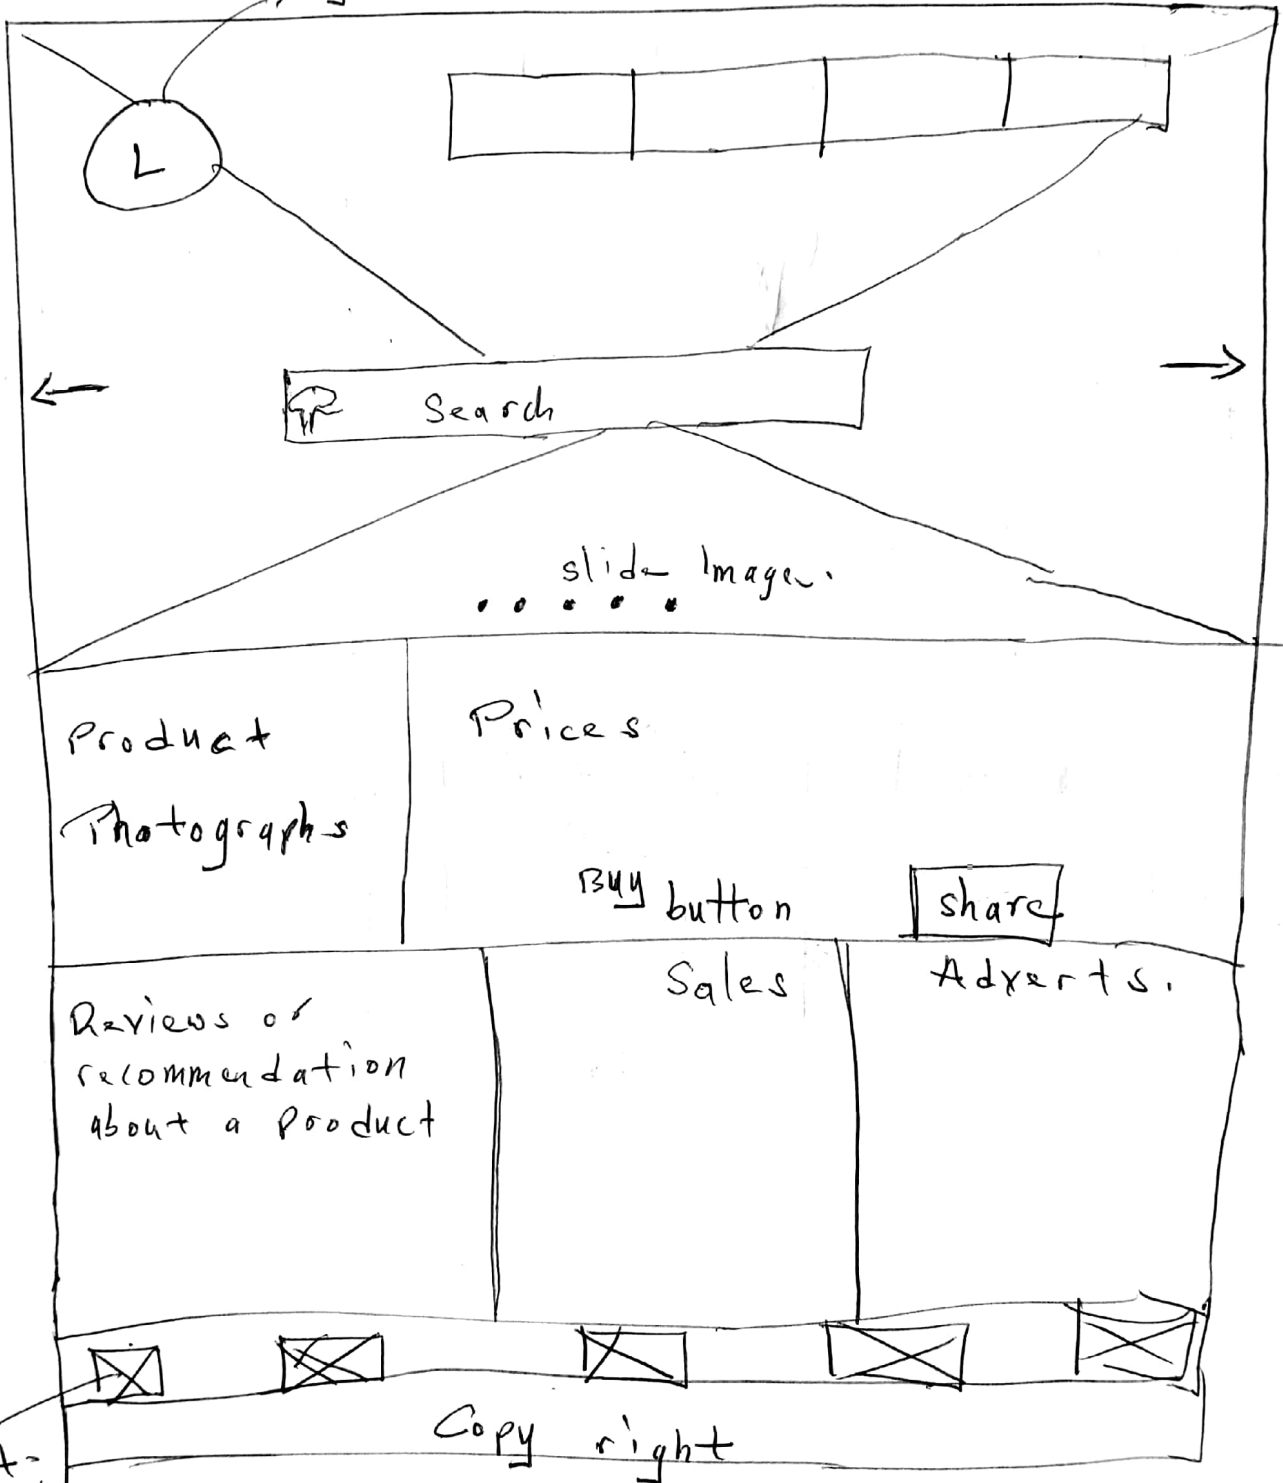 L
Search
slide Image.
Product
Photographs
Prices
Buy button
share
Reviews or
recommendation
about a product
Sales
Adverts.
Copy right